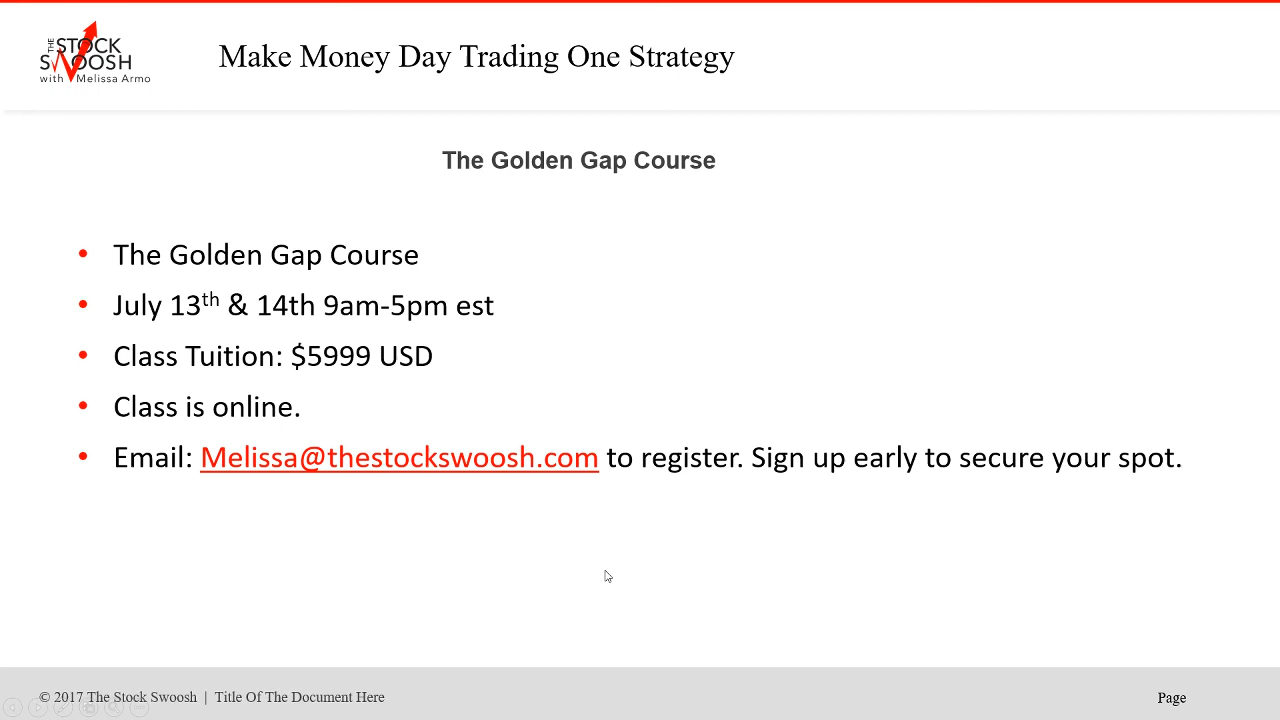 THE STOCK
SWOOSH
with Melissa Armo
Make Money Day Trading One Strategy
The Golden Gap Course
• The Golden Gap Course
• July 13th & 14th 9am-5pm est
• Class Tuition: $5999 USD
• Class is online.
• Email: Melissa@thestockswoosh.com to register. Sign up early to secure your spot.
© 2017 The Stock Swoosh | Title Of The Document Here
Page